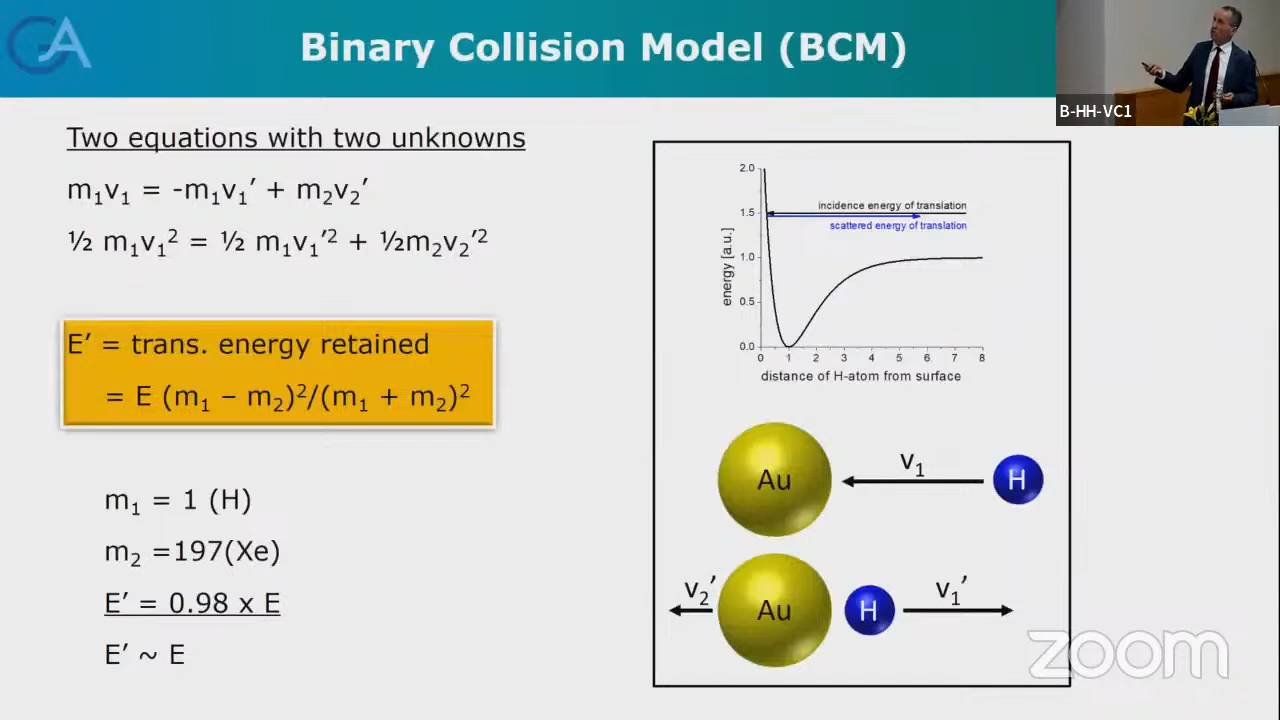 GA
Binary Collision Model (BCM)
B-HH-VC1
Two equations with two unknowns
m₁v₁ = -m₁v₁′ + m₂v₂′
½ m₁v₁² = ½ m₁v₁′² + ½m₂v₂′²
E′ = trans. energy retained
= E (m₁ – m₂)²/(m₁ + m₂)²
m₁ = 1 (H)
m₂ =197(Xe)
E′ = 0.98 x E
E′ ~ E
2.0
1.5
1.0
0.5
0.0
energy [a.u.]
incidence energy of translation
scattered energy of translation
0 1 2 3 4 5 6 7 8
distance of H-atom from surface
Au v₁ H
v₂′ Au H v₁′
zoom